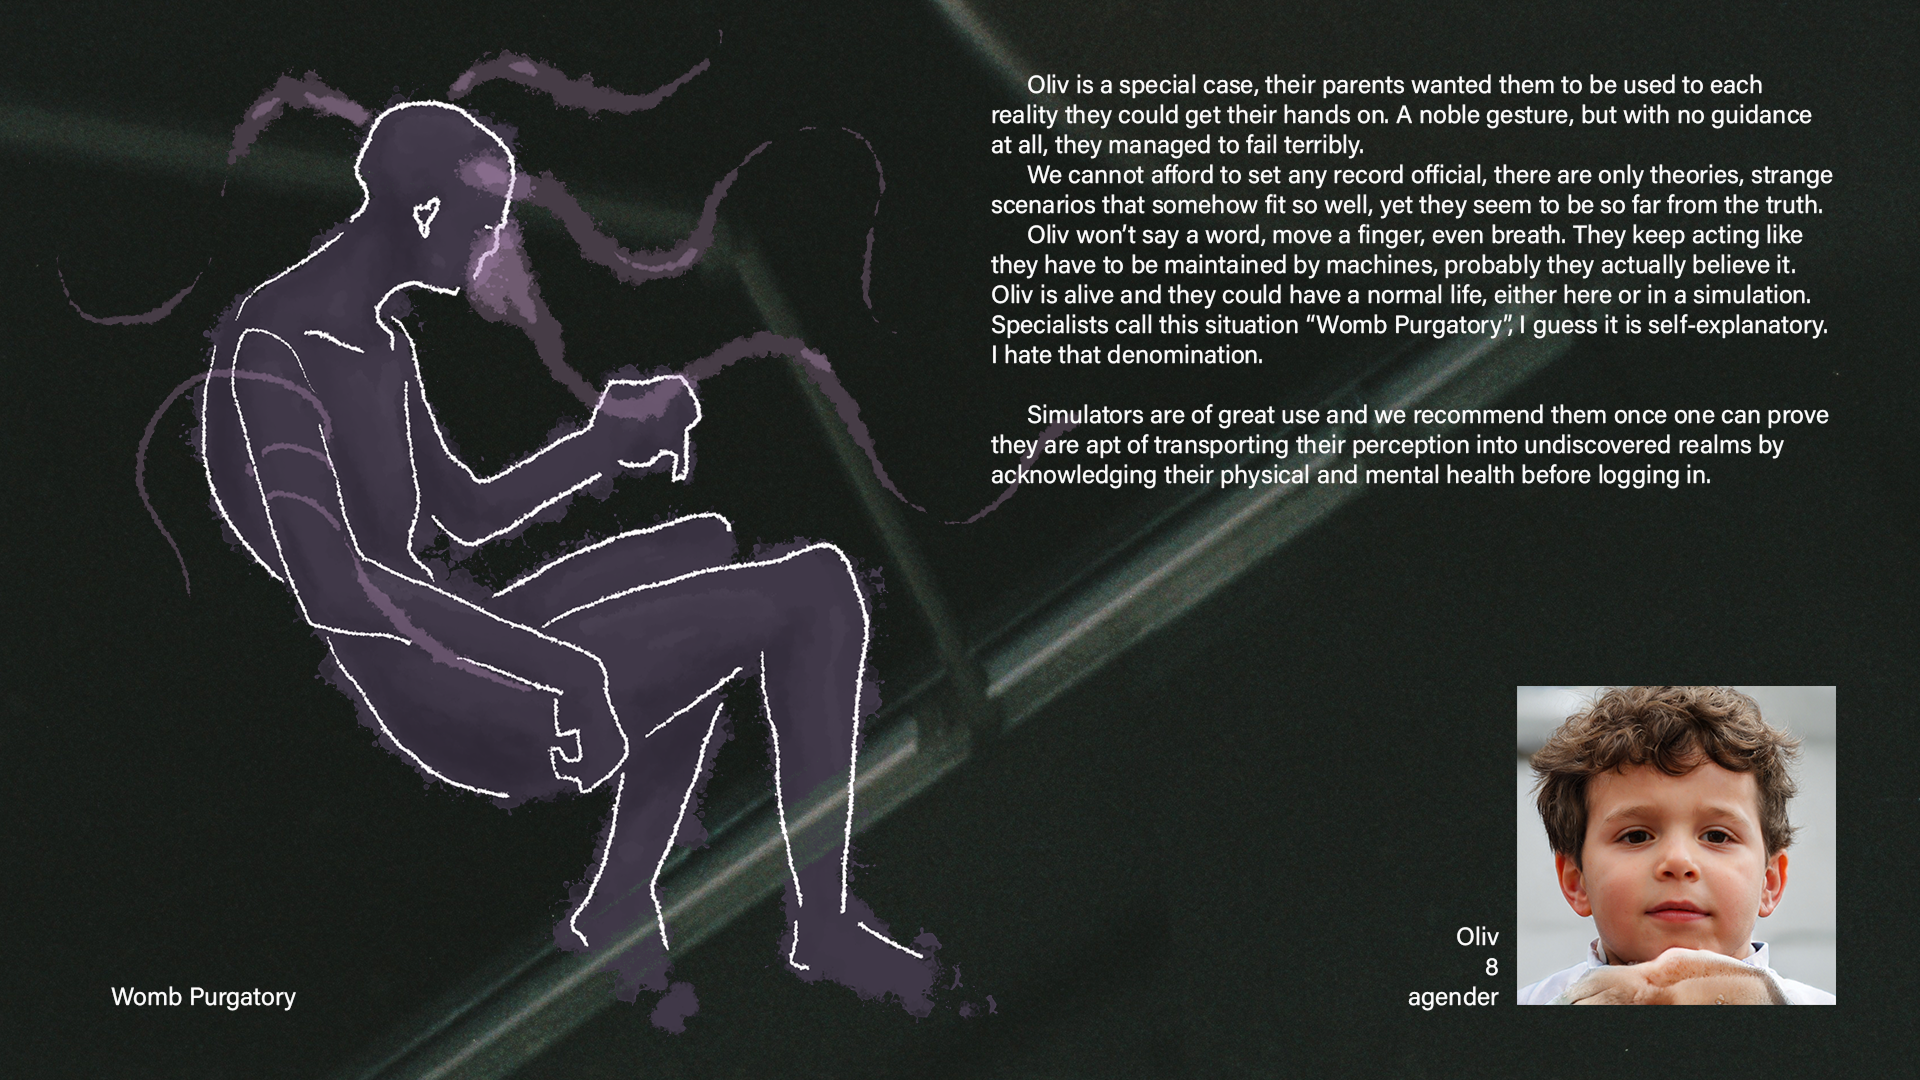 Oliv is a special case, their parents wanted them to be used to each
reality they could get their hands on. A noble gesture, but with no guidance
at all, they managed to fail terribly.
We cannot afford to set any record official, there are only theories, strange
scenarios that somehow fit so well, yet they seem to be so far from the truth.
Oliv won’t say a word, move a finger, even breath. They keep acting like
they have to be maintained by machines, probably they actually believe it.
Oliv is alive and they could have a normal life, either here or in a simulation.
Specialists call this situation “Womb Purgatory”, I guess it is self-explanatory.
I hate that denomination.
Simulators are of great use and we recommend them once one can prove
they are apt of transporting their perception into undiscovered realms by
acknowledging their physical and mental health before logging in.
Oliv
8
agender
Womb Purgatory